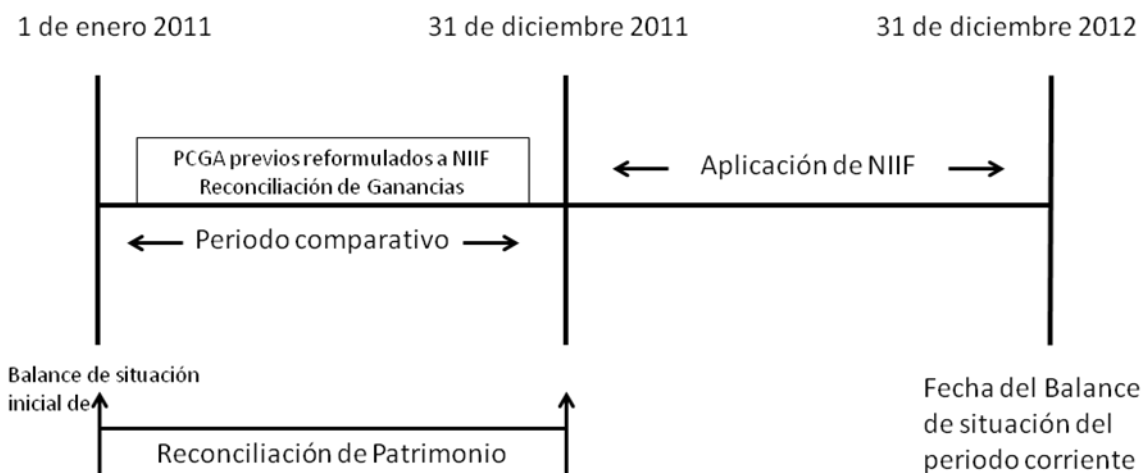 1 de enero 2011
31 de diciembre 2011
31 de diciembre 2012
PCGA previos reformulados a NIIF
Reconciliación de Ganancias
Aplicación de NIIF
Periodo comparativo
Balance de situación
inicial de
Reconciliación de Patrimonio
Fecha del Balance
de situación del
periodo corriente